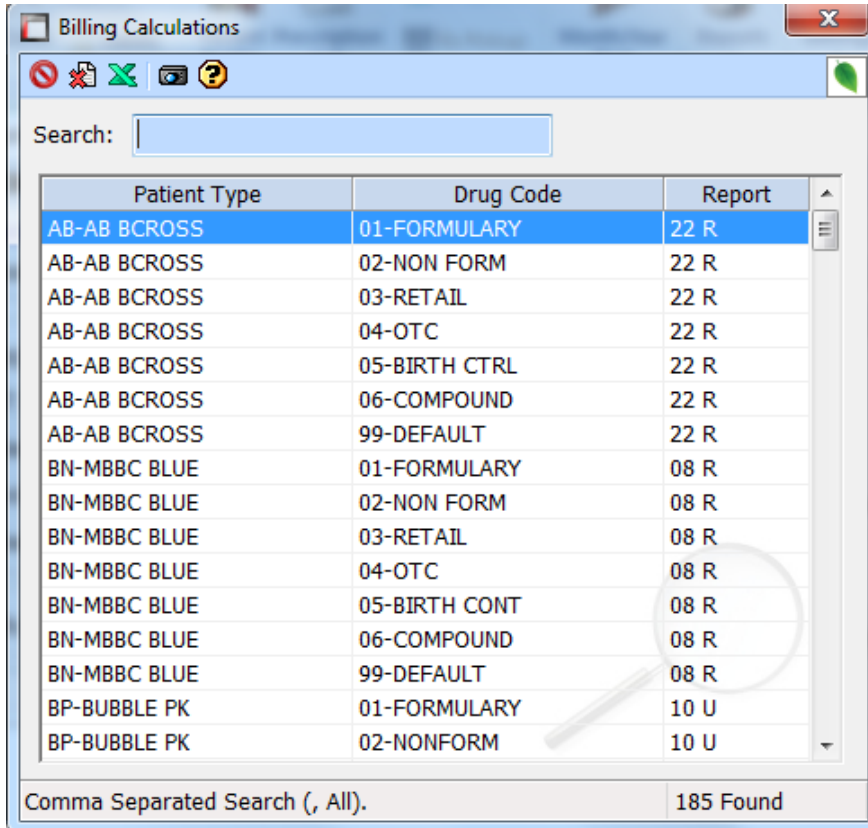 Billing Calculations
Search:
Patient Type Drug Code Report
AB-AB BCROSS 01-FORMULARY 22 R
AB-AB BCROSS 02-NON FORM 22 R
AB-AB BCROSS 03-RETAIL 22 R
AB-AB BCROSS 04-OTC 22 R
AB-AB BCROSS 05-BIRTH CTRL 22 R
AB-AB BCROSS 06-COMPOUND 22 R
AB-AB BCROSS 99-DEFAULT 22 R
BN-MBBC BLUE 01-FORMULARY 08 R
BN-MBBC BLUE 02-NON FORM 08 R
BN-MBBC BLUE 03-RETAIL 08 R
BN-MBBC BLUE 04-OTC 08 R
BN-MBBC BLUE 05-BIRTH CONT 08 R
BN-MBBC BLUE 06-COMPOUND 08 R
BN-MBBC BLUE 99-DEFAULT 08 R
BP-BUBBLE PK 01-FORMULARY 10 U
BP-BUBBLE PK 02-NONFORM 10 U
Comma Separated Search (, All). 185 Found